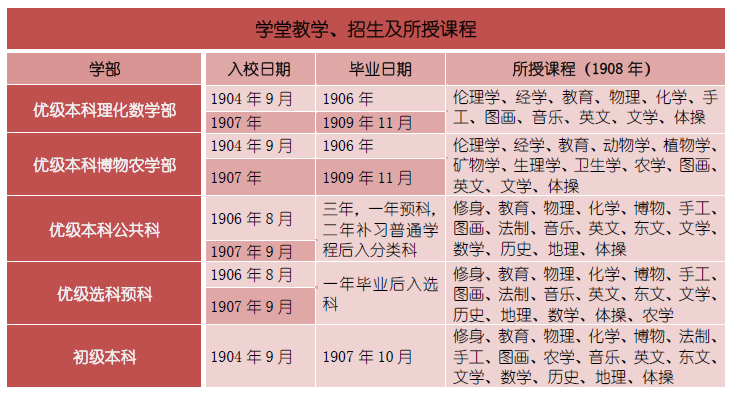 学堂教学、招生及所授课程
学部 入校日期 毕业日期 所授课程（1908 年）
优级本科理化数学部
1904 年 9 月 1906 年
1907 年 1909 年 11 月
伦理学、经学、教育、物理、化学、手
工、图画、音乐、英文、文学、体操
优级本科博物农学部
1904 年 9 月 1906 年
1907 年 1909 年 11 月
伦理学、经学、教育、动物学、植物学、
矿物学、生理学、卫生学、农学、图画、
英文、文学、体操
优级本科公共科
1906 年 8 月
1907 年 9 月
三年，一年预科，
二年补习普通学
程后入分类科
修身、教育、物理、化学、博物、手工、
图画、法制、音乐、英文、东文、文学、
数学、历史、地理、体操
优级选科预科
1906 年 8 月
1907 年 9 月
一年毕业后入选
科
修身、教育、物理、化学、博物、手工、
图画、法制、音乐、英文、东文、文学、
历史、地理、数学、体操、农学
初级本科
1904 年 9 月 1907 年 10 月
修身、教育、物理、化学、博物、法制、
手工、图画、农学、音乐、英文、东文、
文学、数学、历史、地理、体操